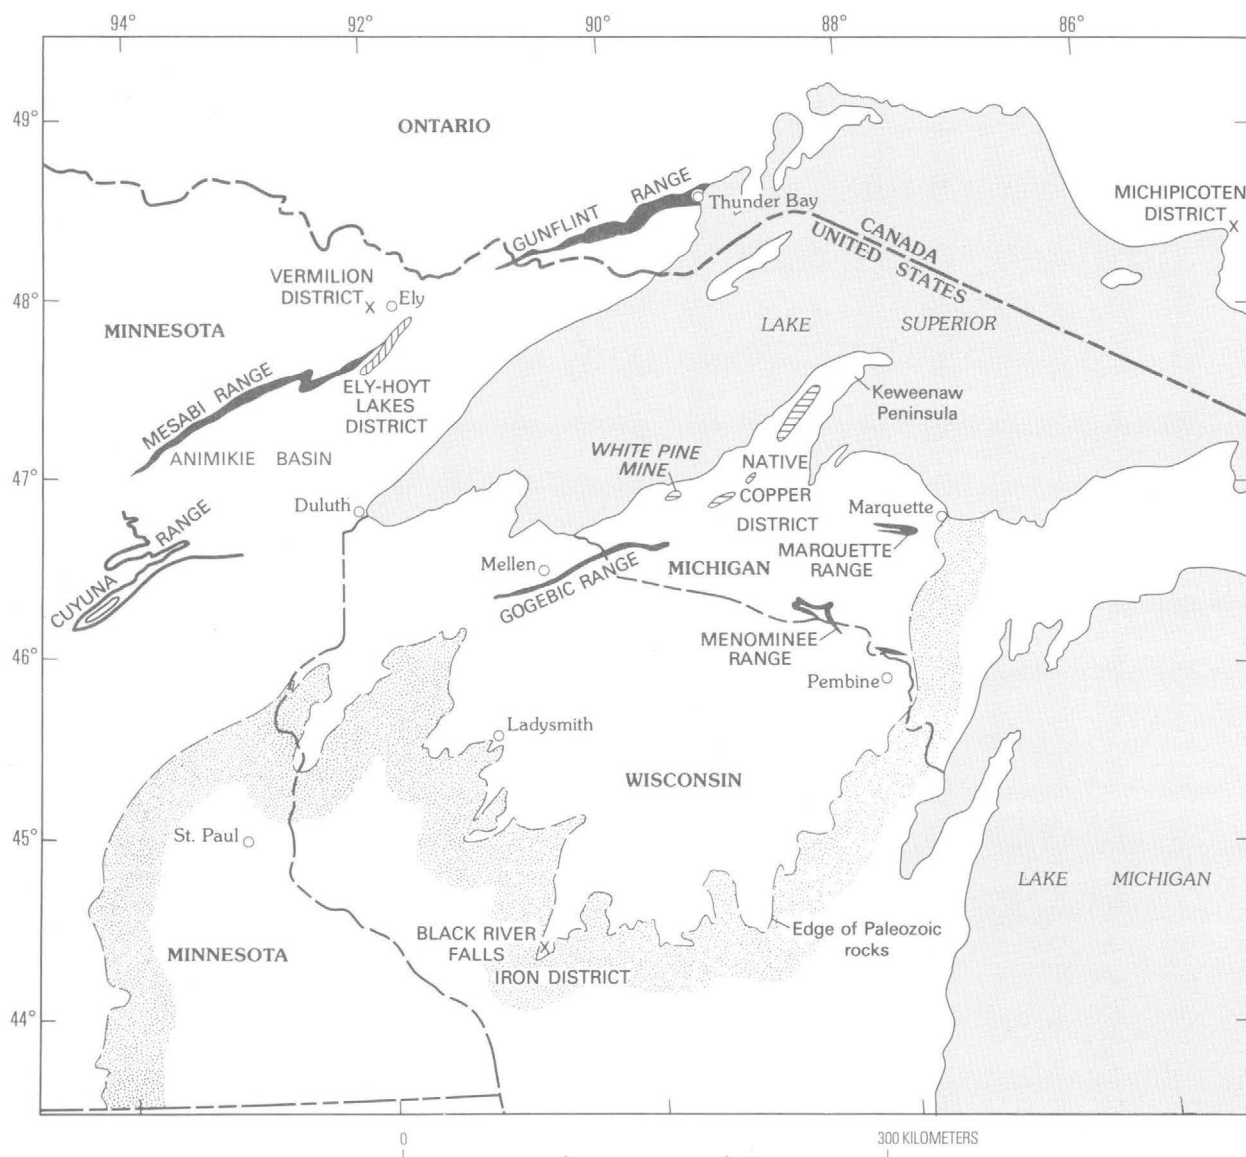 94°
92°
90°
88°
86°
49°
48°
47°
46°
45°
44°
ONTARIO
GUNFLINT RANGE
Thunder Bay
MICHIPICOTEN
DISTRICT
X
CANADA
UNITED STATES
VERMILION
DISTRICT X
Ely
MINNESOTA
LAKE SUPERIOR
MESABI RANGE
ELY-HOYT
LAKES
DISTRICT
Keweenaw
Peninsula
ANIMIKIE BASIN
WHITE PINE
MINE
NATIVE
COPPER
DISTRICT
Duluth
Marquette
CUYUNA RANGE
MARQUETTE
RANGE
Mellen
GOGEBIC RANGE
MICHIGAN
MENOMINEE
RANGE
Pembine
Ladysmith
WISCONSIN
St. Paul
LAKE MICHIGAN
BLACK RIVER
FALLS
X
IRON DISTRICT
Edge of Paleozoic
rocks
MINNESOTA
0
300 KILOMETERS